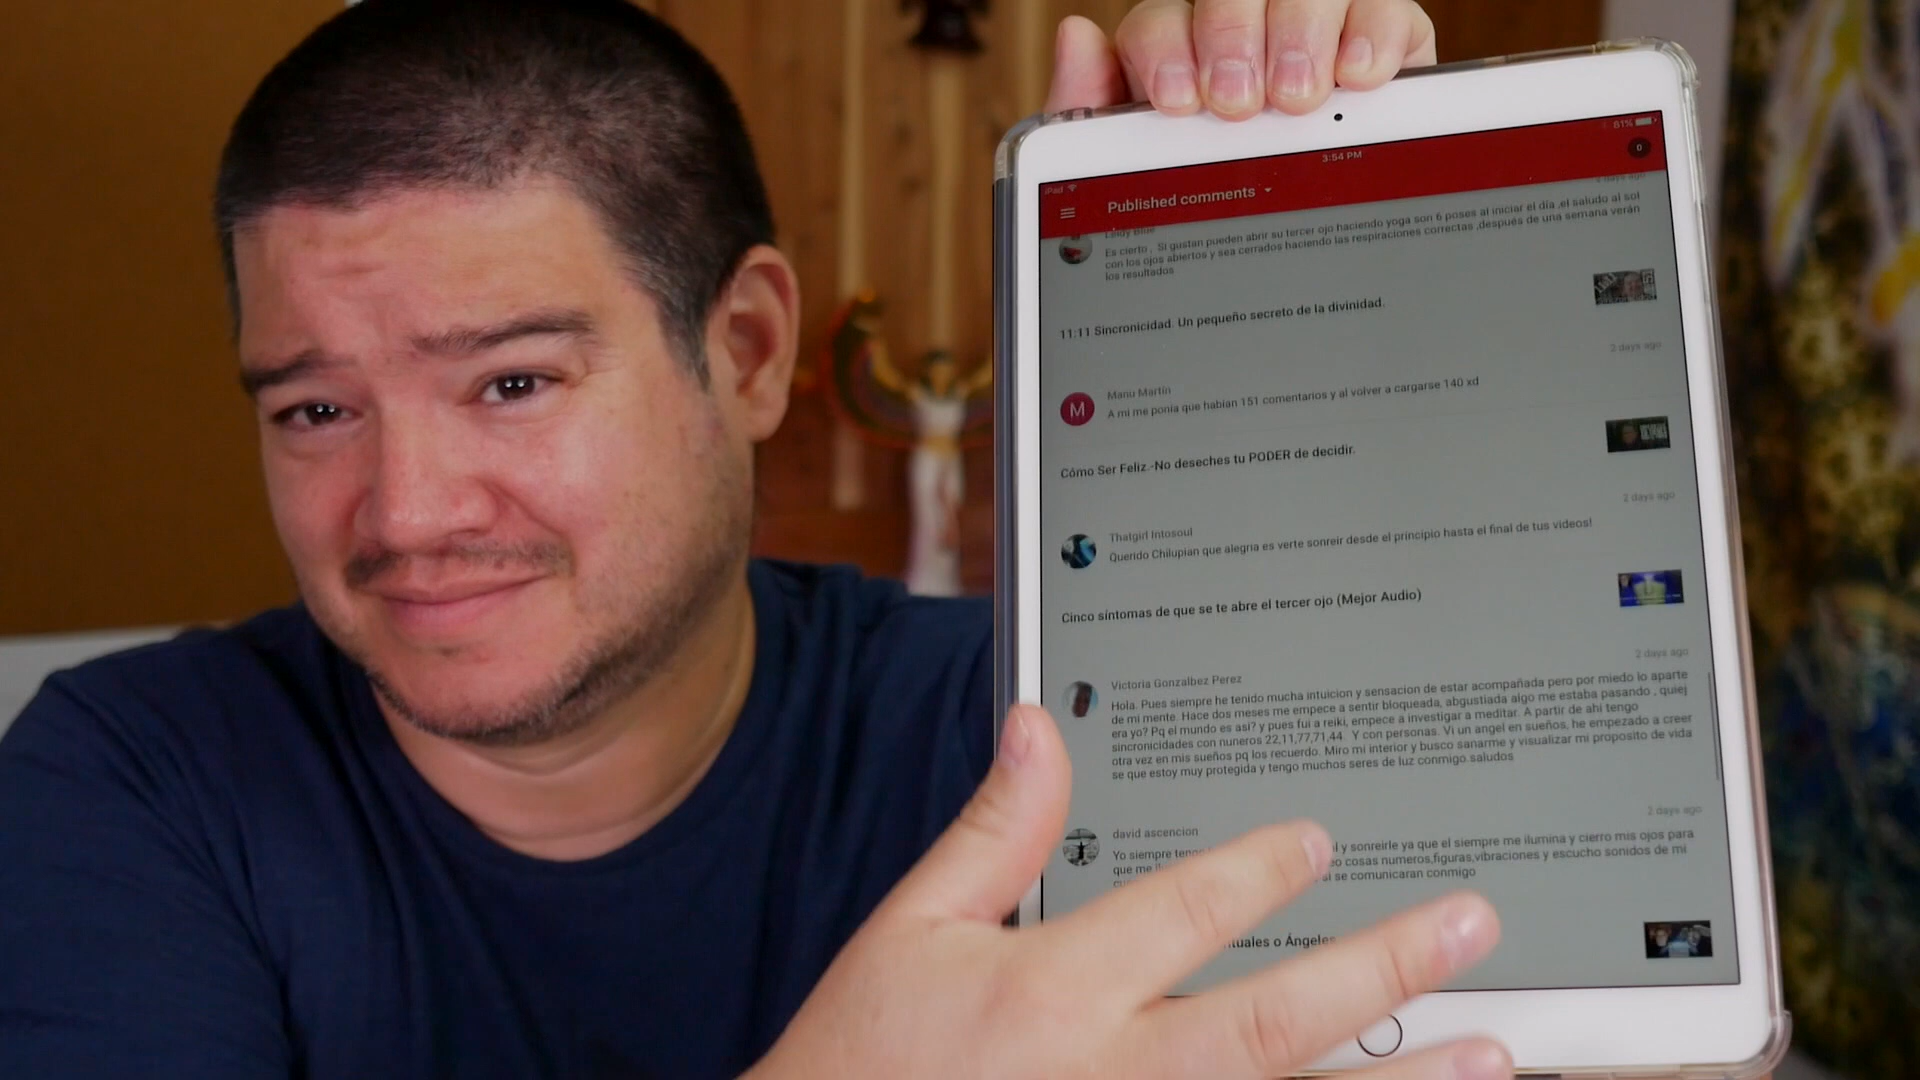 iPad
3:54 PM
81%
Published comments
0
2 days ago
Lindy Blue
Es cierto , Si gustan pueden abrir su tercer ojo haciendo yoga son 6 poses al iniciar el día ,el saludo al sol
con los ojos abiertos y sea cerrados haciendo las respiraciones correctas ,después de una semana verán
los resultados
11:11 Sincronicidad. Un pequeño secreto de la divinidad.
2 days ago
M
Manu Martín
A mi me ponía que habian 151 comentarios y al volver a cargarse 140 xd
Cómo Ser Feliz.-No deseches tu PODER de decidir.
2 days ago
Thatgirl Intosoul
Querido Chilupian que alegria es verte sonreir desde el principio hasta el final de tus videos!
Cinco síntomas de que se te abre el tercer ojo (Mejor Audio)
2 days ago
Victoria Gonzalbez Perez
Hola. Pues siempre he tenido mucha intuicion y sensacion de estar acompañada pero por miedo lo aparte
de mi mente. Hace dos meses me empece a sentir bloqueada, abgustiada algo me estaba pasando , quiej
era yo? Pq el mundo es asi? y pues fui a reiki, empece a investigar a meditar. A partir de ahi tengo
sincronicidades con nuneros 22,11,77,71,44. Y con personas. Vi un angel en sueños, he empezado a creer
otra vez en mis sueños pq los recuerdo. Miro mi interior y busco sanarme y visualizar mi proposito de vida
se que estoy muy protegida y tengo muchos seres de luz conmigo.saludos
2 days ago
david ascencion
Yo siempre y sonreirle ya que el siempre me ilumina y cierro mis ojos para
que me cosas numeros,figuras,vibraciones y escucho sonidos de mi
si se comunicaran conmigo
o Ángeles